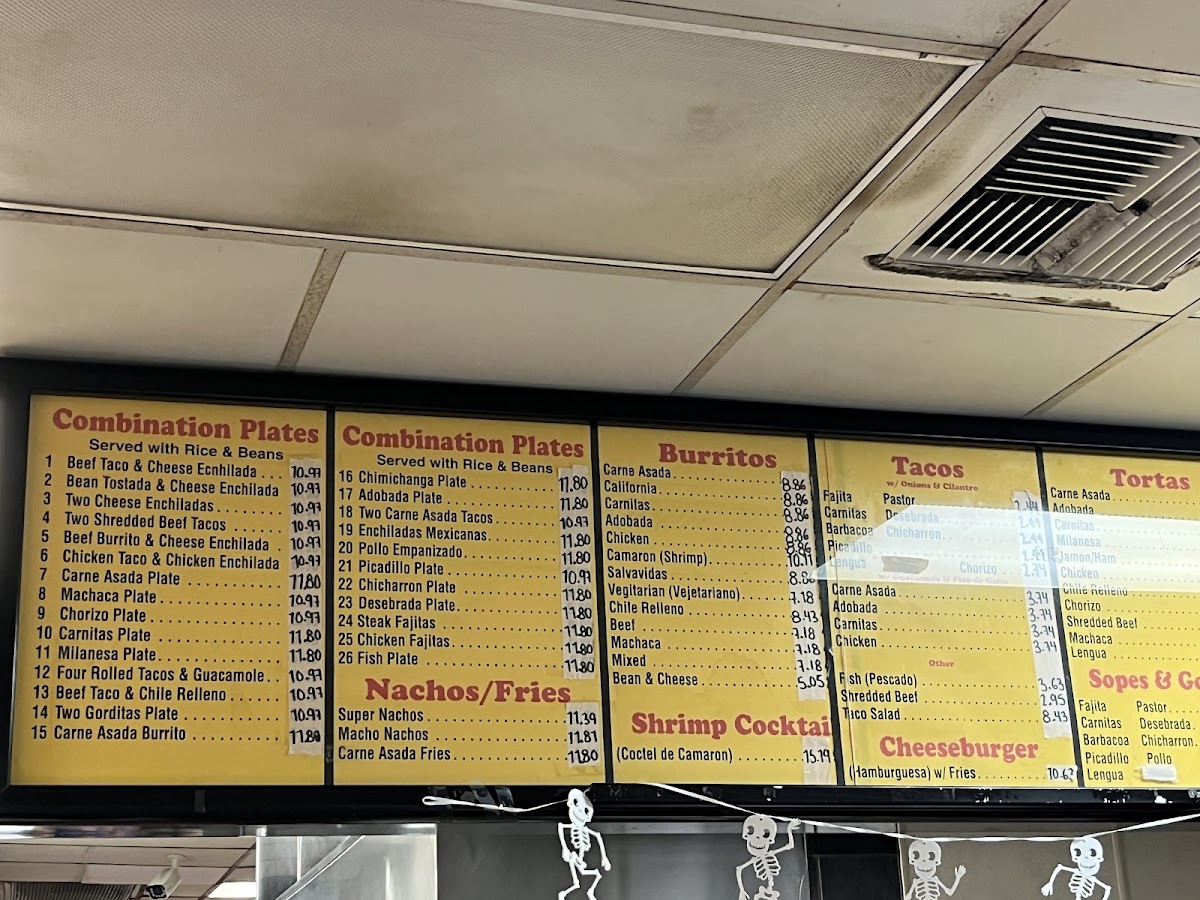 Combination Plates
Served with Rice & Beans
1 Beef Taco & Cheese Ecnhilada . . . 10.97
2 Bean Tostada & Cheese Enchilada 10.97
3 Two Cheese Enchiladas 10.97
4 Two Shredded Beef Tacos 10.97
5 Beef Burrito & Cheese Enchilada . 10.97
6 Chicken Taco & Chicken Enchilada 10.97
7 Carne Asada Plate 11.80
8 Machaca Plate 10.97
9 Chorizo Plate 10.97
10 Carnitas Plate 11.80
11 Milanesa Plate 11.80
12 Four Rolled Tacos & Guacamole . . 10.97
13 Beef Taco & Chile Relleno 10.97
14 Two Gorditas Plate 10.97
15 Carne Asada Burrito 11.80
Combination Plates
Served with Rice & Beans
16 Chimichanga Plate 11.80
17 Adobada Plate 11.80
18 Two Carne Asada Tacos 10.97
19 Enchiladas Mexicanas 11.80
20 Pollo Empanizado 11.80
21 Picadillo Plate 10.97
22 Chicharron Plate 11.80
23 Desebrada Plate 11.80
24 Steak Fajitas 11.80
25 Chicken Fajitas 11.80
26 Fish Plate 11.80
Nachos/Fries
Super Nachos 11.39
Macho Nachos 11.81
Carne Asada Fries 11.80
Burritos
Carne Asada 8.86
California 8.86
Carnitas 8.86
Adobada 8.86
Chicken 8.86
Camaron (Shrimp) 10.97
Salvavidas 8.86
Vegitarian (Vejetariano) 7.18
Chile Relleno 8.43
Beef 7.18
Machaca 7.18
Mixed 7.18
Bean & Cheese 5.05
Shrimp Cocktai
(Coctel de Camaron) 15.19
Tacos
w/ Onions & Cilantro
Fajita Pastor
Carnitas Desebrada
Barbacoa Chicharron
Picadillo
Lengua Chorizo
w/ Guacamole & Pico de Gallo
Carne Asada 3.74
Adobada 3.74
Carnitas 3.74
Chicken 3.74
Other
Fish (Pescado) 3.63
Shredded Beef 2.95
Taco Salad 8.43
Cheeseburger
(Hamburguesa) w/ Fries 10.62
Tortas
Carne Asada
Adobada
Carnitas
Milanesa
Jamon/Ham
Chicken
Chile Relleno
Chorizo
Shredded Beef
Machaca
Lengua
Sopes & Go
Fajita Pastor
Carnitas Desebrada
Barbacoa Chicharron
Picadillo Pollo
Lengua